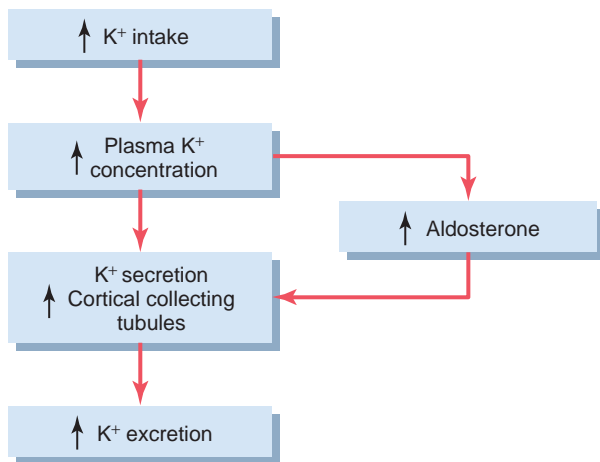 ↑ K⁺ intake
↑ Plasma K⁺
concentration
↑ Aldosterone
K⁺ secretion
↑ Cortical collecting
tubules
↑ K⁺ excretion